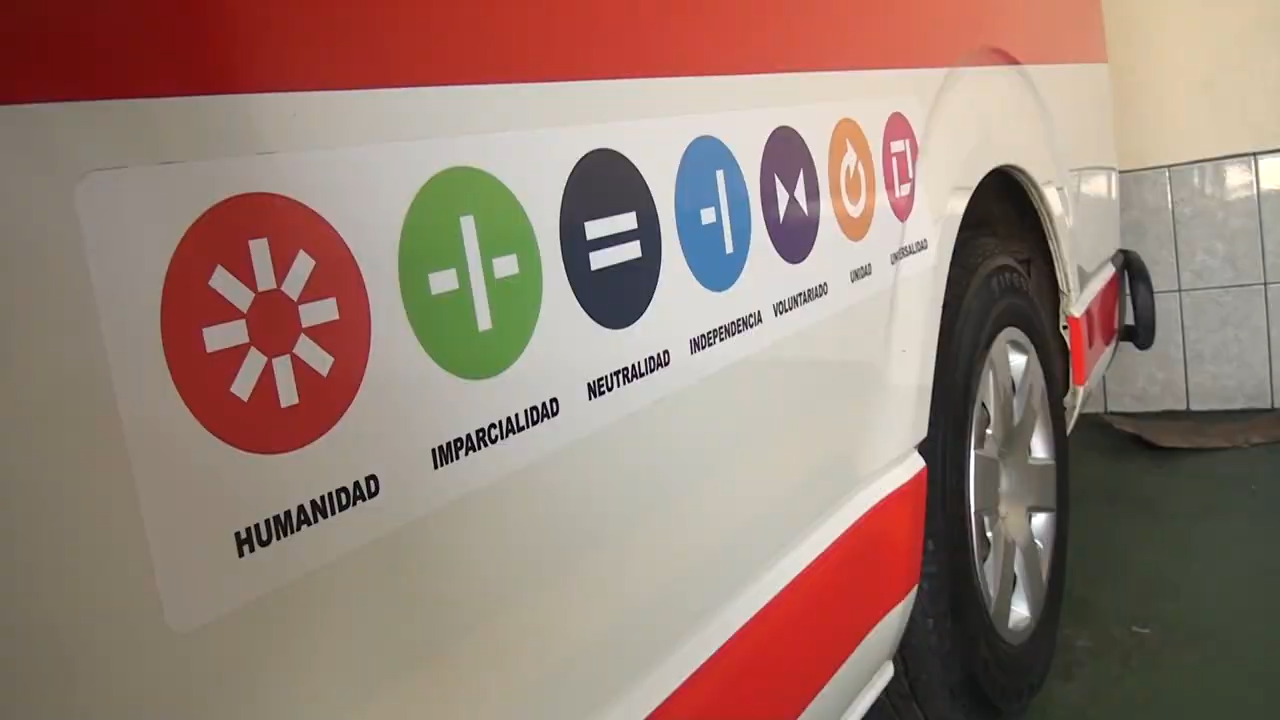 HUMANIDAD
IMPARCIALIDAD
NEUTRALIDAD
INDEPENDENCIA
VOLUNTARIADO
UNIDAD
UNIVERSALIDAD